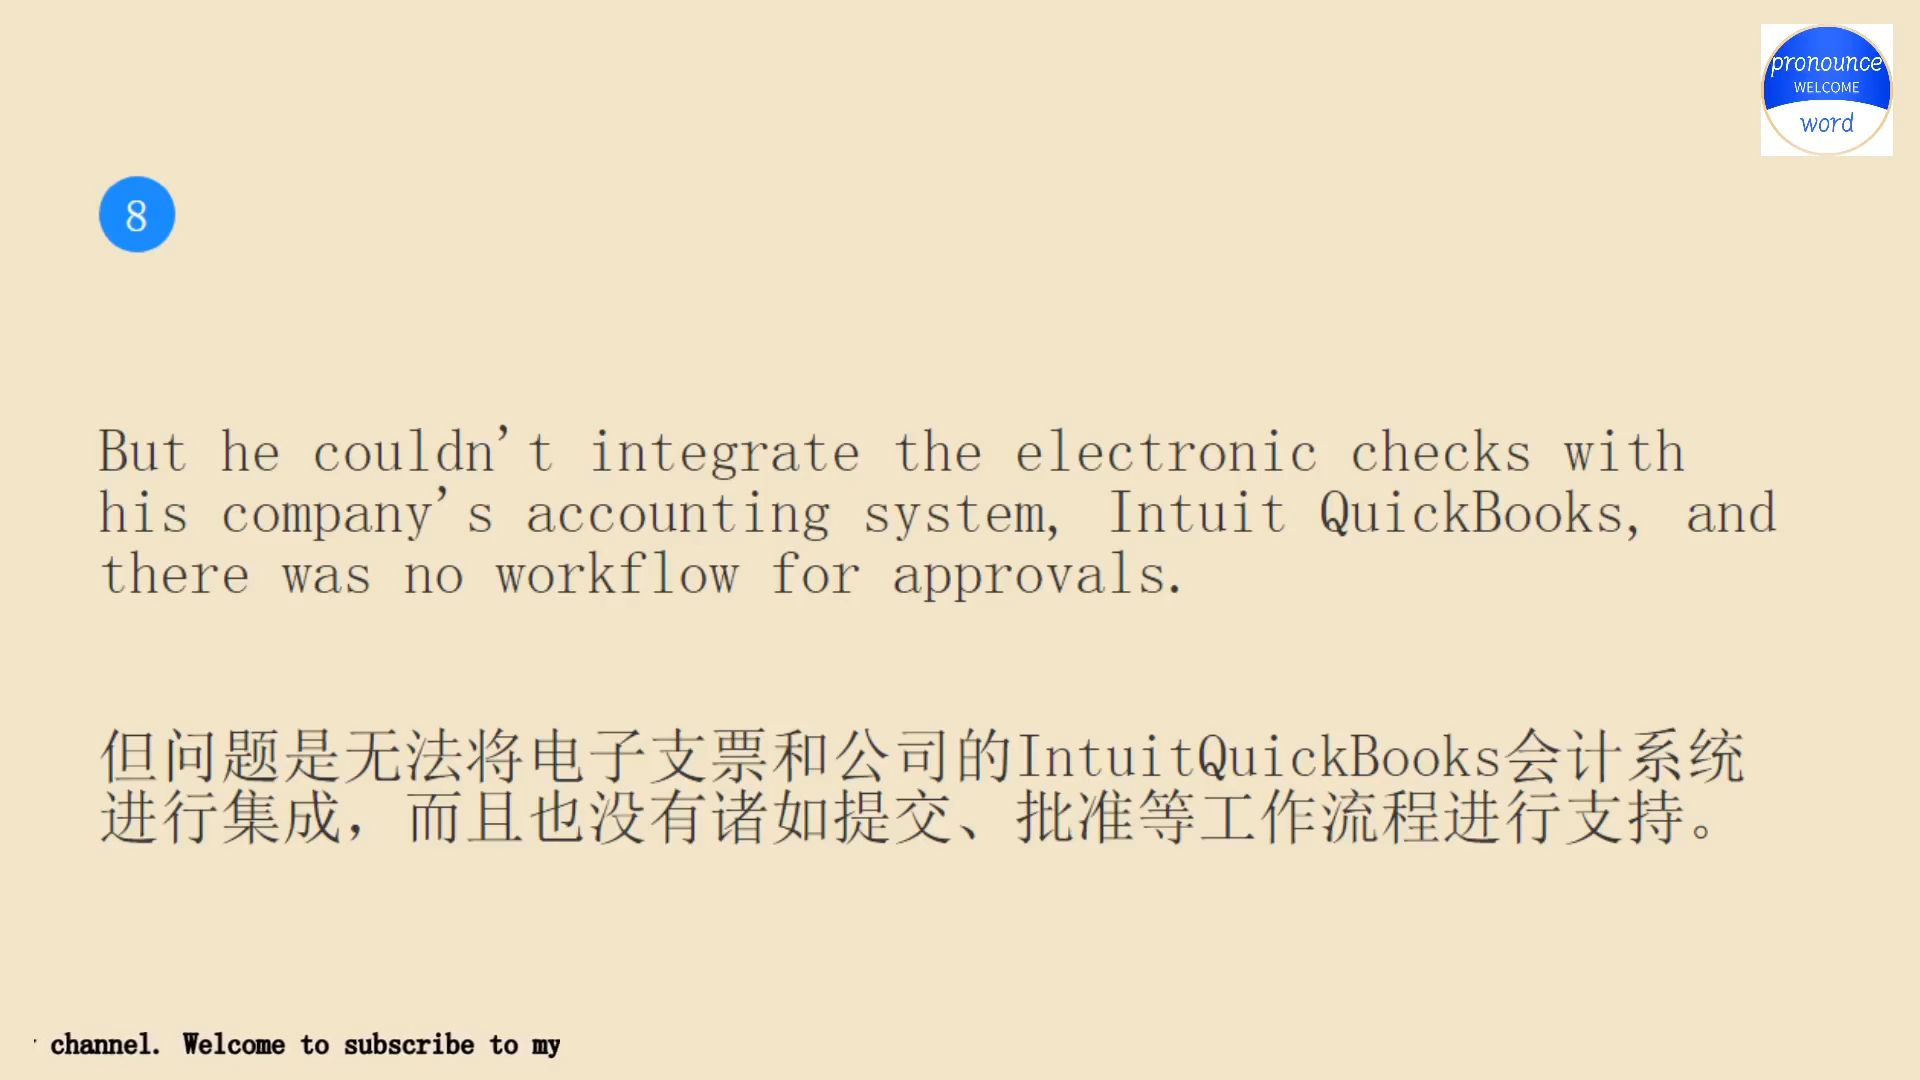 pronounce
WELCOME
word
8
But he couldn't integrate the electronic checks with
his company's accounting system, Intuit QuickBooks, and
there was no workflow for approvals.
但问题是无法将电子支票和公司的IntuitQuickBooks会计系统
进行集成，而且也没有诸如提交、批准等工作流程进行支持。
channel. Welcome to subscribe to my